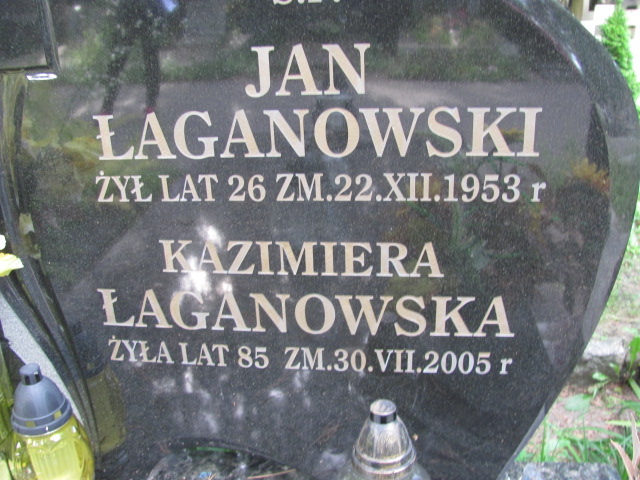 Ś.P.
JAN
ŁAGANOWSKI
ŻYŁ LAT 26 ZM.22.XII.1953 r
KAZIMIERA
ŁAGANOWSKA
ŻYŁA LAT 85 ZM.30.VII.2005 r